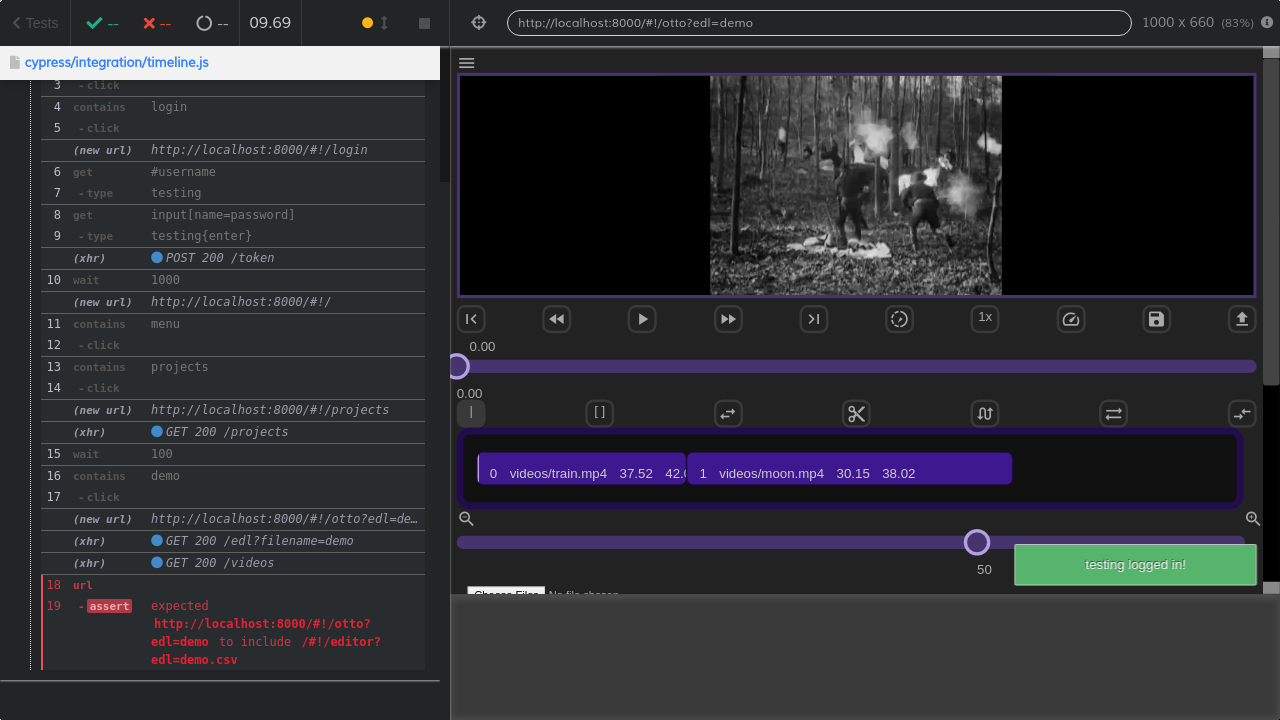 Tests
--
--
--
09.69
http://localhost:8000/#!/otto?edl=demo
1000 x 660 (83%)
cypress/integration/timeline.js
3 - click
4 contains login
5 - click
(new url) http://localhost:8000/#!/login
6 get #username
7 - type testing
8 get input[name=password]
9 - type testing{enter}
(xhr) POST 200 /token
10 wait 1000
(new url) http://localhost:8000/#!/
11 contains menu
12 - click
13 contains projects
14 - click
(new url) http://localhost:8000/#!/projects
(xhr) GET 200 /projects
15 wait 100
16 contains demo
17 - click
(new url) http://localhost:8000/#!/otto?edl=de…
(xhr) GET 200 /edl?filename=demo
(xhr) GET 200 /videos
18 url
19 - assert expected
http://localhost:8000/#!/otto?
edl=demo to include /#!/editor?
edl=demo.csv
1x
0.00
0.00
| [ ]
0 videos/train.mp4 37.52 42.0
1 videos/moon.mp4 30.15 38.02
50
testing logged in!
Choose Files No file chosen